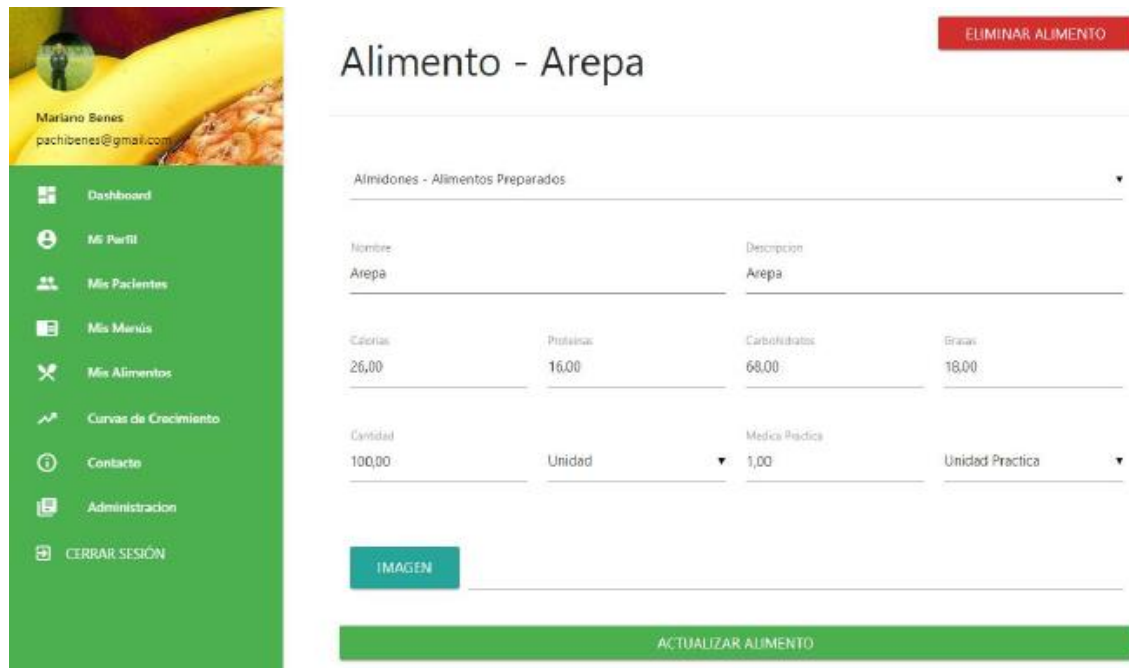 Mariano Benes
pachibenes@gmail.com
Dashboard
Mi Perfil
Mis Pacientes
Mis Menús
Mis Alimentos
Curvas de Crecimiento
Contacto
Administracion
CERRAR SESIÓN
ELIMINAR ALIMENTO
Alimento - Arepa
Almidones - Alimentos Preparados
Nombre Descripcion
Arepa Arepa
Calorias Proteinas Carbohidratos Grasas
26,00 16,00 68,00 18,00
Cantidad Medica Practica
100,00 Unidad 1,00 Unidad Practica
IMAGEN
ACTUALIZAR ALIMENTO